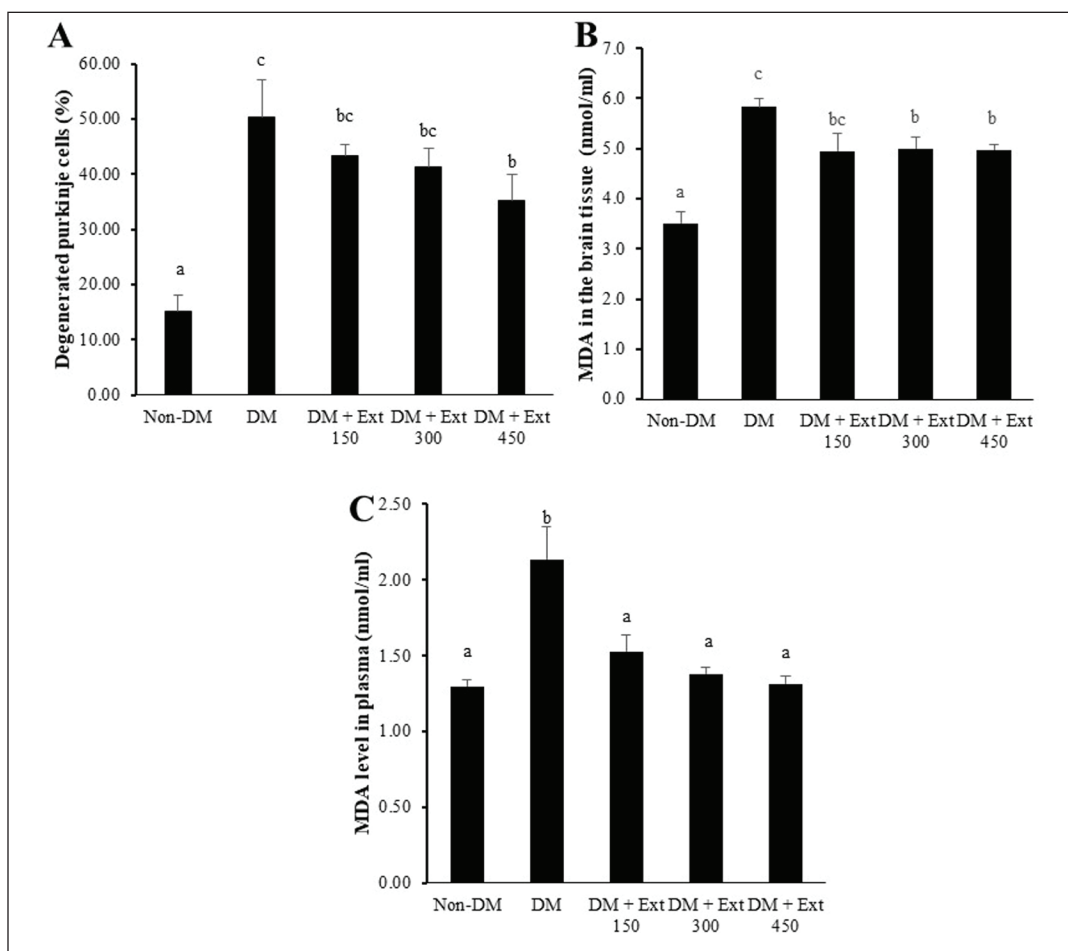 A
Degenerated purkinje cells (%)
60.00
50.00
40.00
30.00
20.00
10.00
0.00
a
c
bc
bc
b
Non-DM
DM
DM + Ext
150
DM + Ext
300
DM + Ext
450
B
MDA in the brain tissue (nmol/ml)
7.0
6.0
5.0
4.0
3.0
2.0
1.0
0.0
a
c
bc
b
b
Non-DM
DM
DM + Ext
150
DM + Ext
300
DM + Ext
450
C
MDA level in plasma (nmol/ml)
2.50
2.00
1.50
1.00
0.50
0.00
a
b
a
a
a
Non-DM
DM
DM + Ext
150
DM + Ext
300
DM + Ext
450